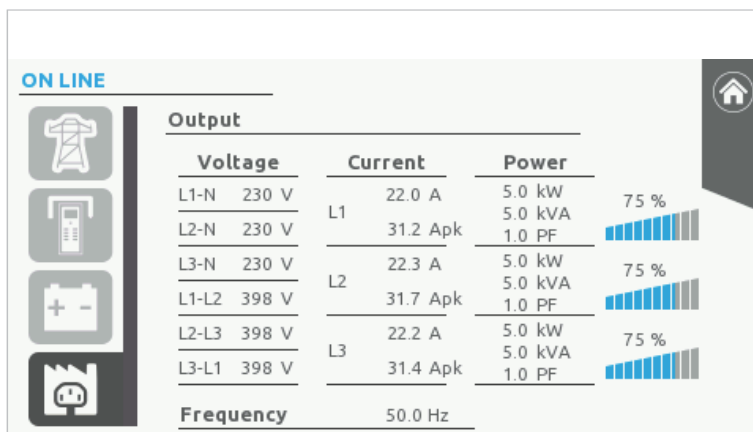 ON LINE
Output
Voltage Current Power
L1-N 230 V
L2-N 230 V
L3-N 230 V
L1-L2 398 V
L2-L3 398 V
L3-L1 398 V
L1 22.0 A
31.2 Apk
L2 22.3 A
31.7 Apk
L3 22.2 A
31.4 Apk
5.0 kW
5.0 kVA
1.0 PF
75 %
5.0 kW
5.0 kVA
1.0 PF
75 %
5.0 kW
5.0 kVA
1.0 PF
75 %
Frequency 50.0 Hz